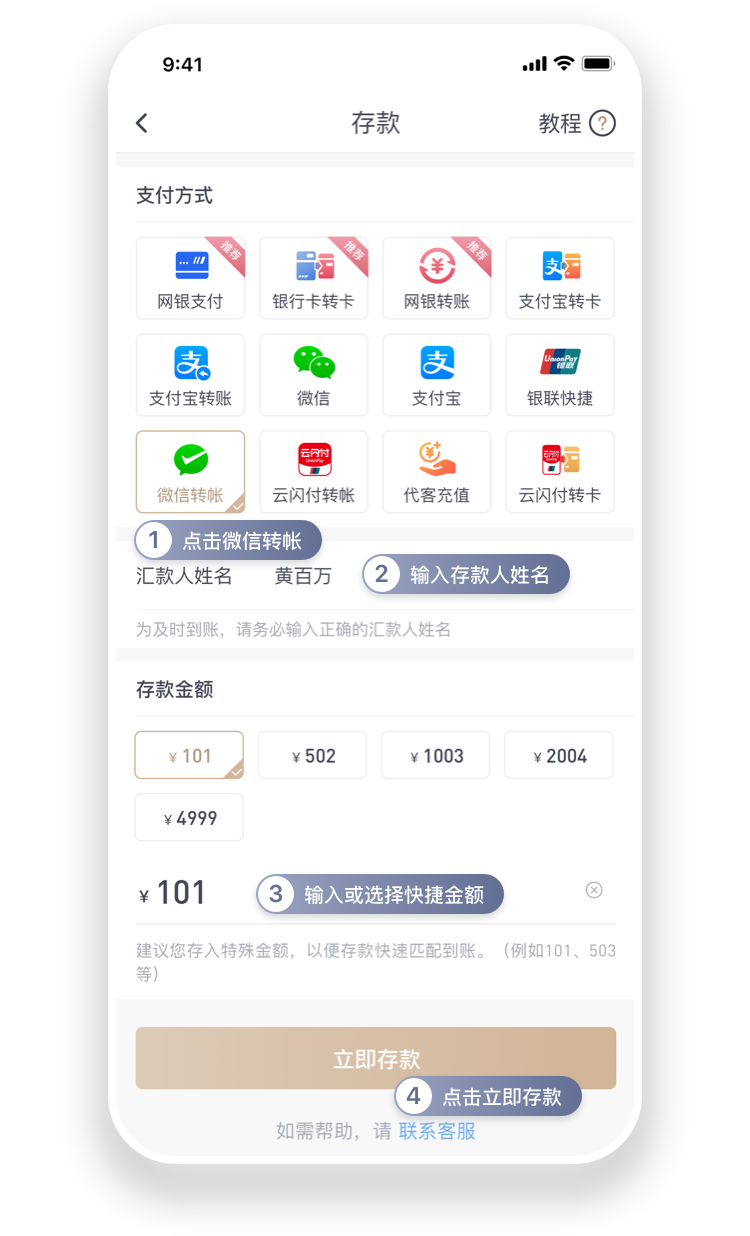 9:41
存款
教程 ?
支付方式
推荐 推荐 推荐
网银支付 银行卡转卡 网银转账 支付宝转卡
UnionPay 银联
支付宝转账 微信 支付宝 银联快捷
云闪付 UnionPay 云闪付
微信转帐 云闪付转帐 代客充值 云闪付转卡
1 点击微信转帐
汇款人姓名 黄百万 2 输入存款人姓名
为及时到账，请务必输入正确的汇款人姓名
存款金额
¥ 101 ¥ 502 ¥ 1003 ¥ 2004
¥ 4999
¥ 101 3 输入或选择快捷金额
建议您存入特殊金额，以便存款快速匹配到账。（例如101、503
等）
立即存款
4 点击立即存款
如需帮助，请 联系客服